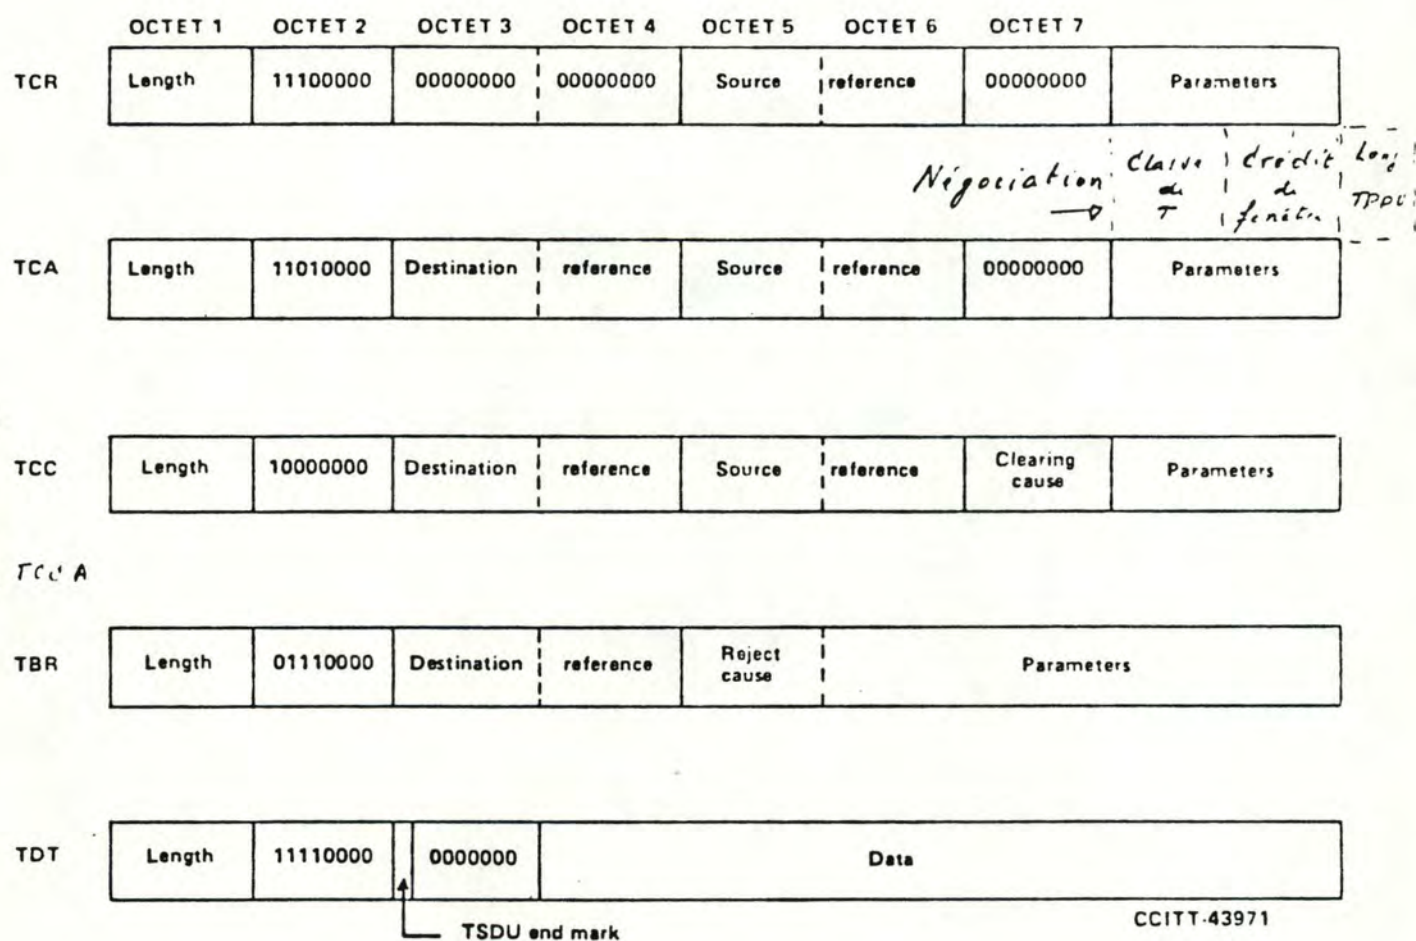 OCTET 1 OCTET 2 OCTET 3 OCTET 4 OCTET 5 OCTET 6 OCTET 7
TCR Length 11100000 00000000 00000000 Source reference 00000000 Parameters
Négociation Classe de T Crédit de fenêtre Long TPDU
TCA Length 11010000 Destination reference Source reference 00000000 Parameters
TCC Length 10000000 Destination reference Source reference Clearing cause Parameters
TBR Length 01110000 Destination reference Reject cause Parameters
TDT Length 11110000 0000000 Data
TSDU end mark
CCITT-43971